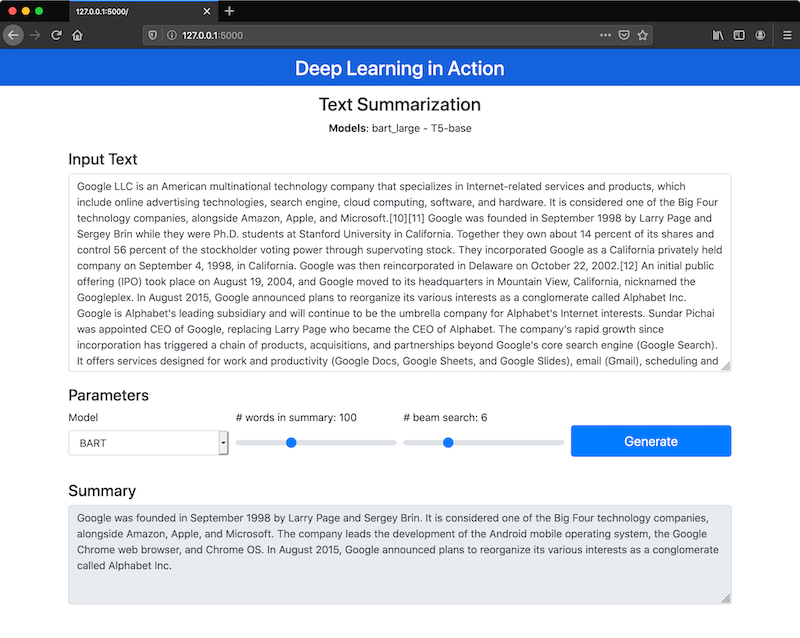 127.0.0.1:5000/
127.0.0.1:5000
Deep Learning in Action
Text Summarization
Models: bart_large - T5-base
Input Text
Google LLC is an American multinational technology company that specializes in Internet-related services and products, which
include online advertising technologies, search engine, cloud computing, software, and hardware. It is considered one of the Big Four
technology companies, alongside Amazon, Apple, and Microsoft.[10][11] Google was founded in September 1998 by Larry Page and
Sergey Brin while they were Ph.D. students at Stanford University in California. Together they own about 14 percent of its shares and
control 56 percent of the stockholder voting power through supervoting stock. They incorporated Google as a California privately held
company on September 4, 1998, in California. Google was then reincorporated in Delaware on October 22, 2002.[12] An initial public
offering (IPO) took place on August 19, 2004, and Google moved to its headquarters in Mountain View, California, nicknamed the
Googleplex. In August 2015, Google announced plans to reorganize its various interests as a conglomerate called Alphabet Inc.
Google is Alphabet's leading subsidiary and will continue to be the umbrella company for Alphabet's Internet interests. Sundar Pichai
was appointed CEO of Google, replacing Larry Page who became the CEO of Alphabet. The company's rapid growth since
incorporation has triggered a chain of products, acquisitions, and partnerships beyond Google's core search engine (Google Search).
It offers services designed for work and productivity (Google Docs, Google Sheets, and Google Slides), email (Gmail), scheduling and
Parameters
Model # words in summary: 100 # beam search: 6
BART Generate
Summary
Google was founded in September 1998 by Larry Page and Sergey Brin. It is considered one of the Big Four technology companies,
alongside Amazon, Apple, and Microsoft. The company leads the development of the Android mobile operating system, the Google
Chrome web browser, and Chrome OS. In August 2015, Google announced plans to reorganize its various interests as a conglomerate
called Alphabet Inc.